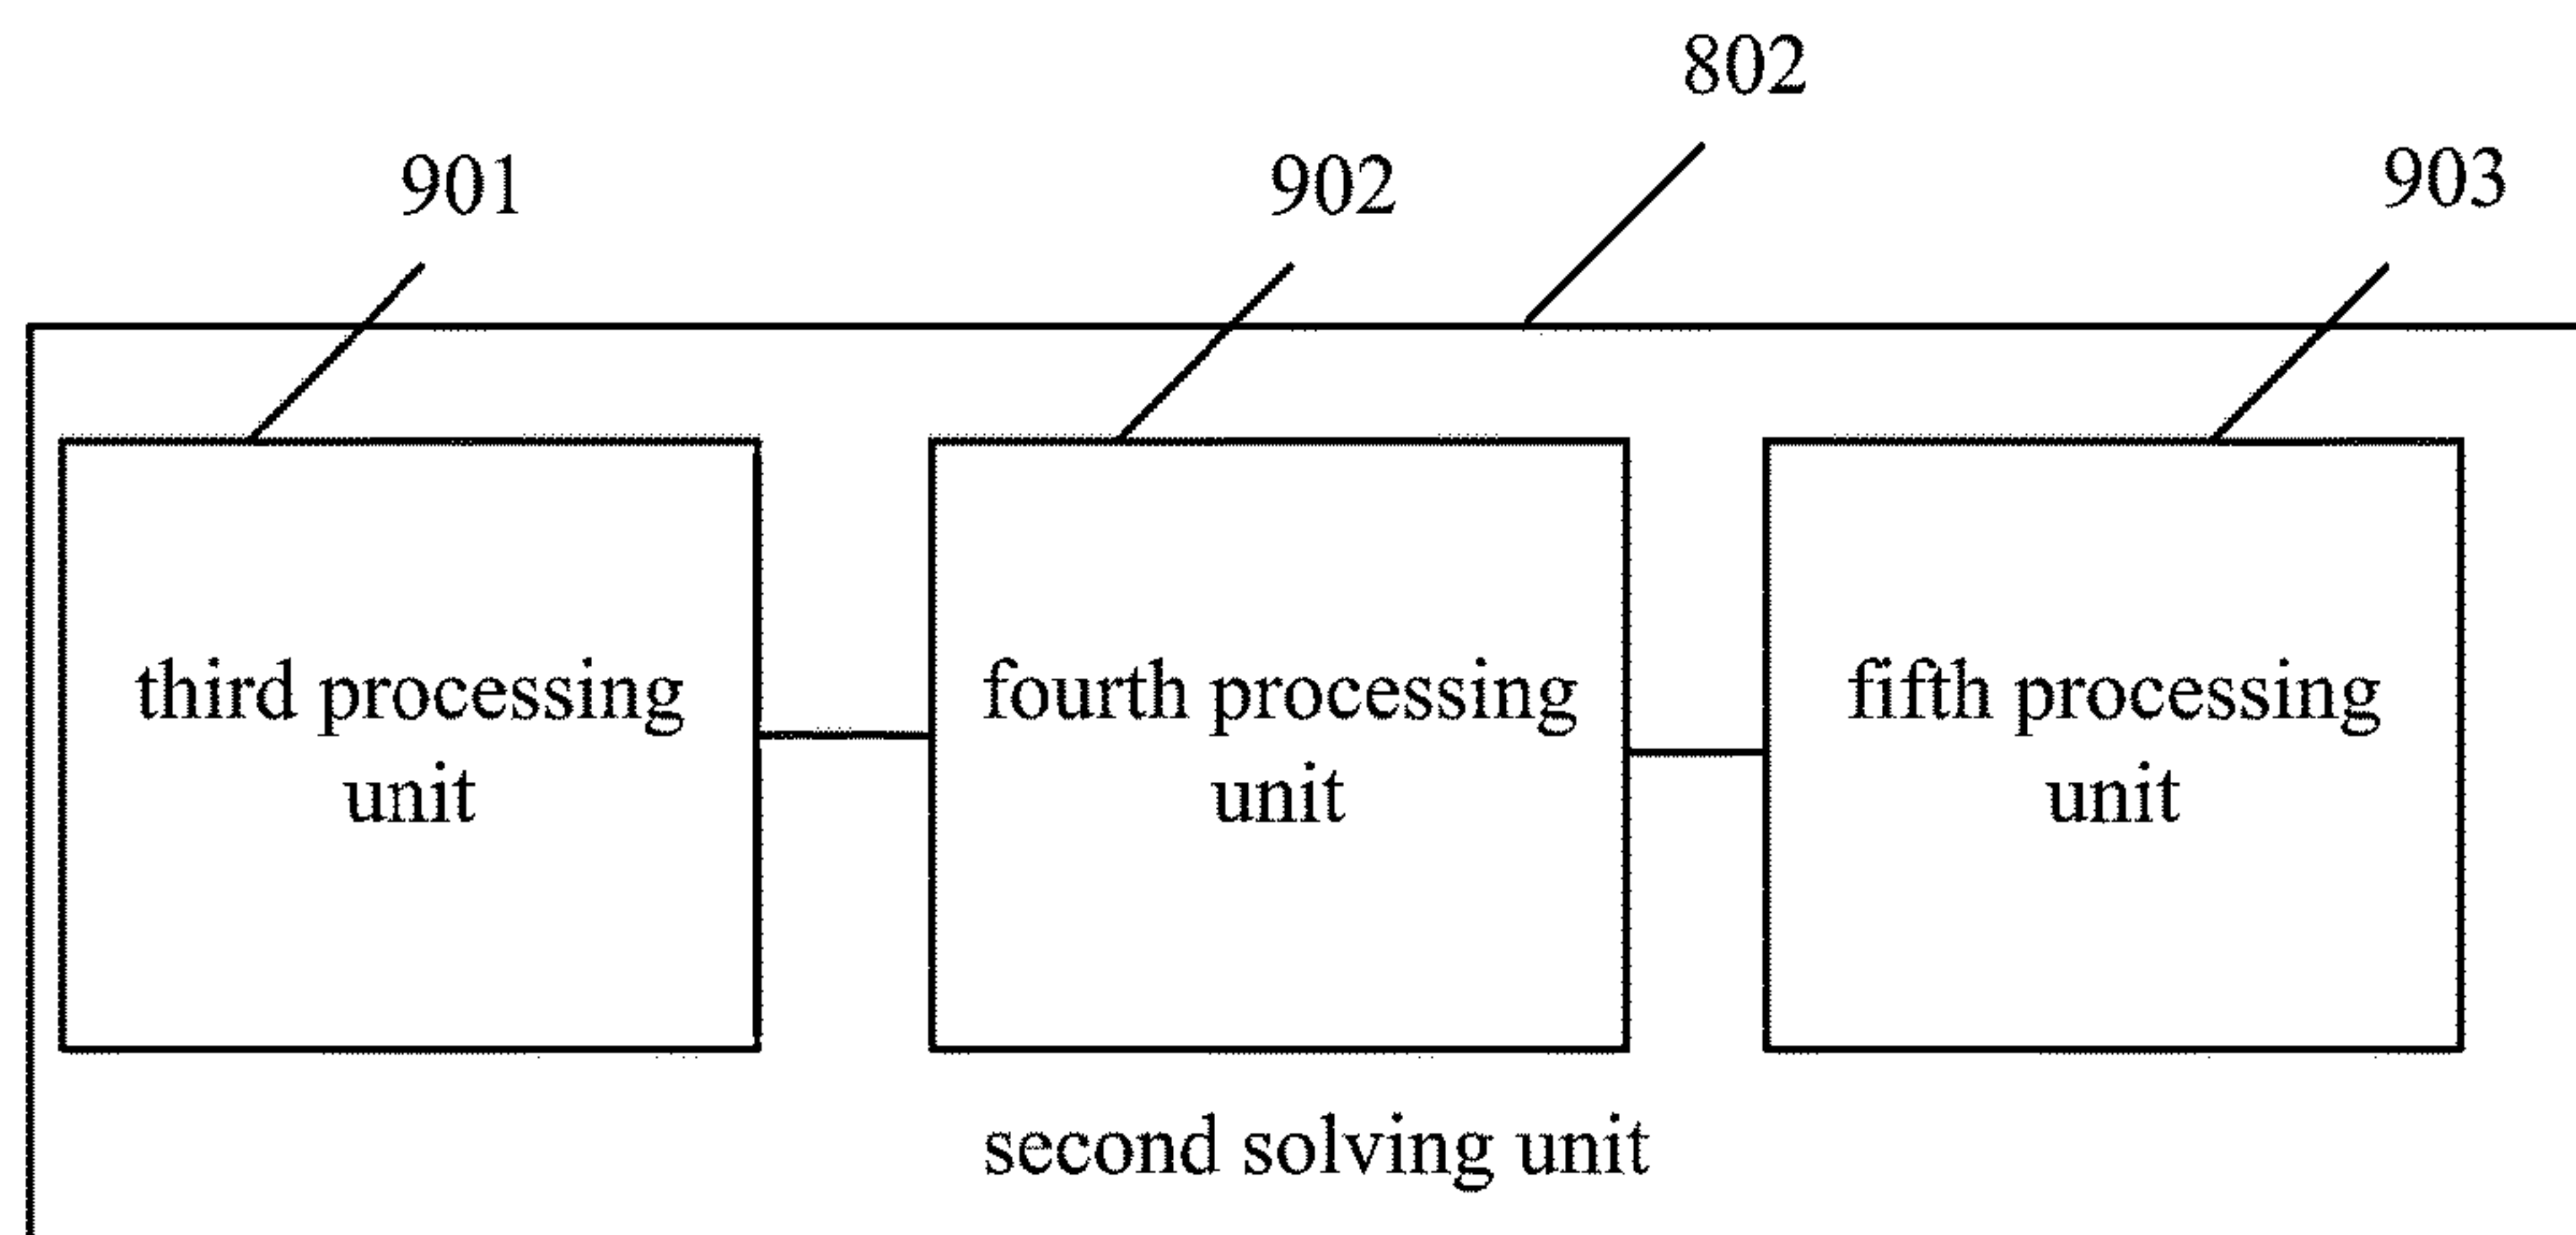 802
901
902
903
third processing
unit
fourth processing
unit
fifth processing
unit
second solving unit